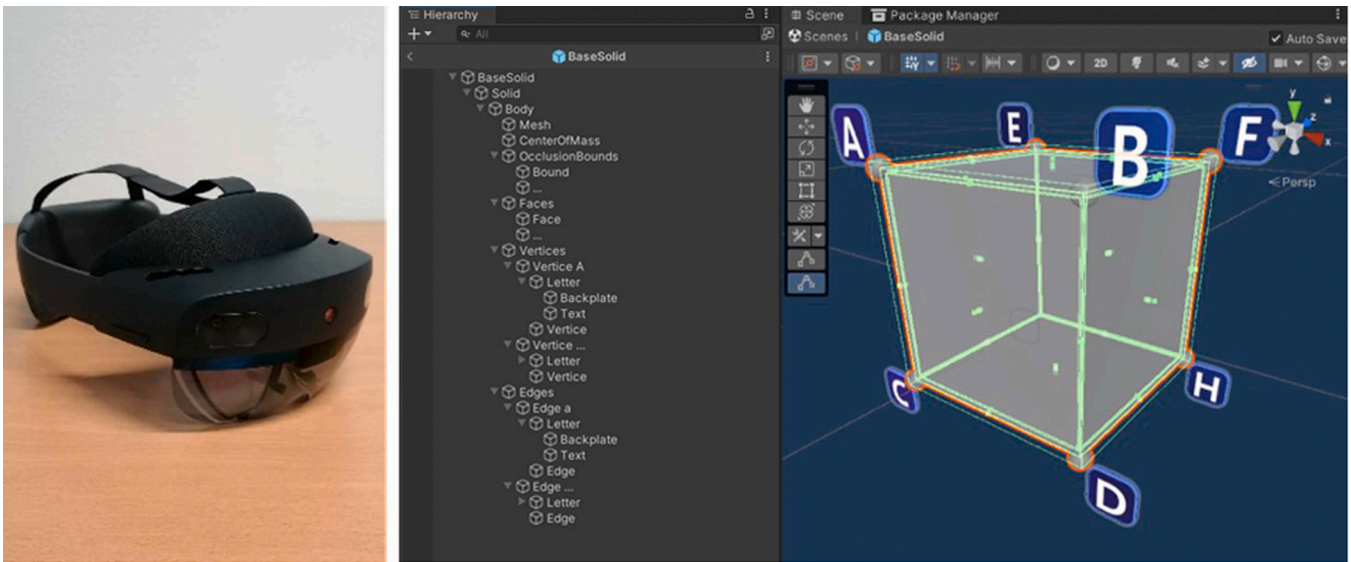 Hierarchy
All
BaseSolid
BaseSolid
Solid
Body
Mesh
CenterOfMass
OcclusionBounds
Bound
...
Faces
Face
...
Vertices
Vertice A
Letter
Backplate
Text
Vertice
Vertice ...
Letter
Vertice
Edges
Edge a
Letter
Backplate
Text
Edge
Edge ...
Letter
Edge
Scene Package Manager
Scenes BaseSolid Auto Save
2D
y
z
x
Persp
A E B F
C H
D